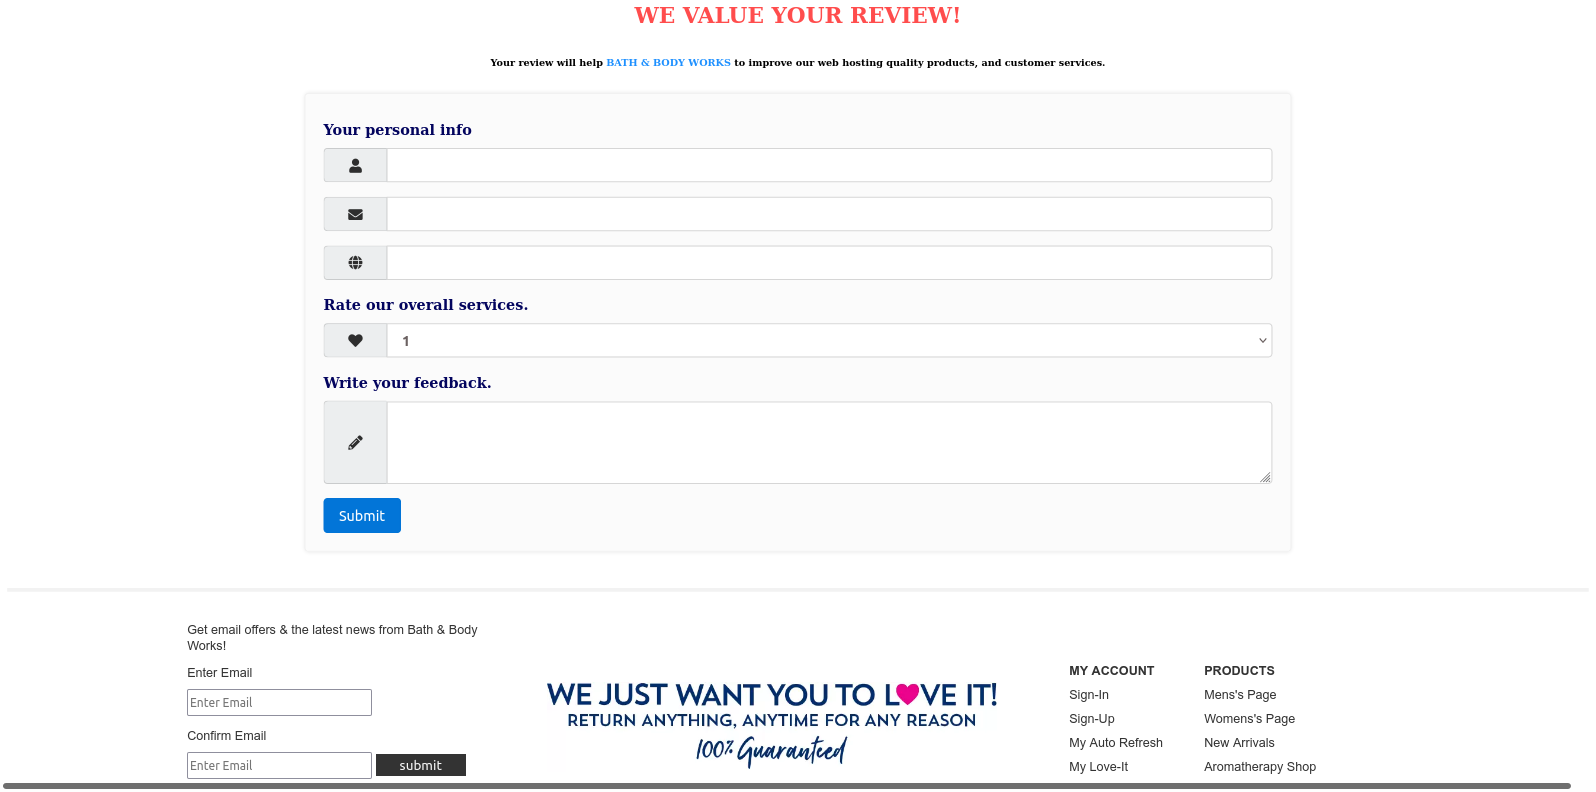 WE VALUE YOUR REVIEW!
Your review will help BATH & BODY WORKS to improve our web hosting quality products, and customer services.
Your personal info
Rate our overall services.
1
Write your feedback.
Submit
Get email offers & the latest news from Bath & Body
Works!
Enter Email
Enter Email
Confirm Email
Enter Email
submit
WE JUST WANT YOU TO LOVE IT!
RETURN ANYTHING, ANYTIME FOR ANY REASON
100% Guaranteed
MY ACCOUNT
Sign-In
Sign-Up
My Auto Refresh
My Love-It
PRODUCTS
Mens's Page
Womens's Page
New Arrivals
Aromatherapy Shop